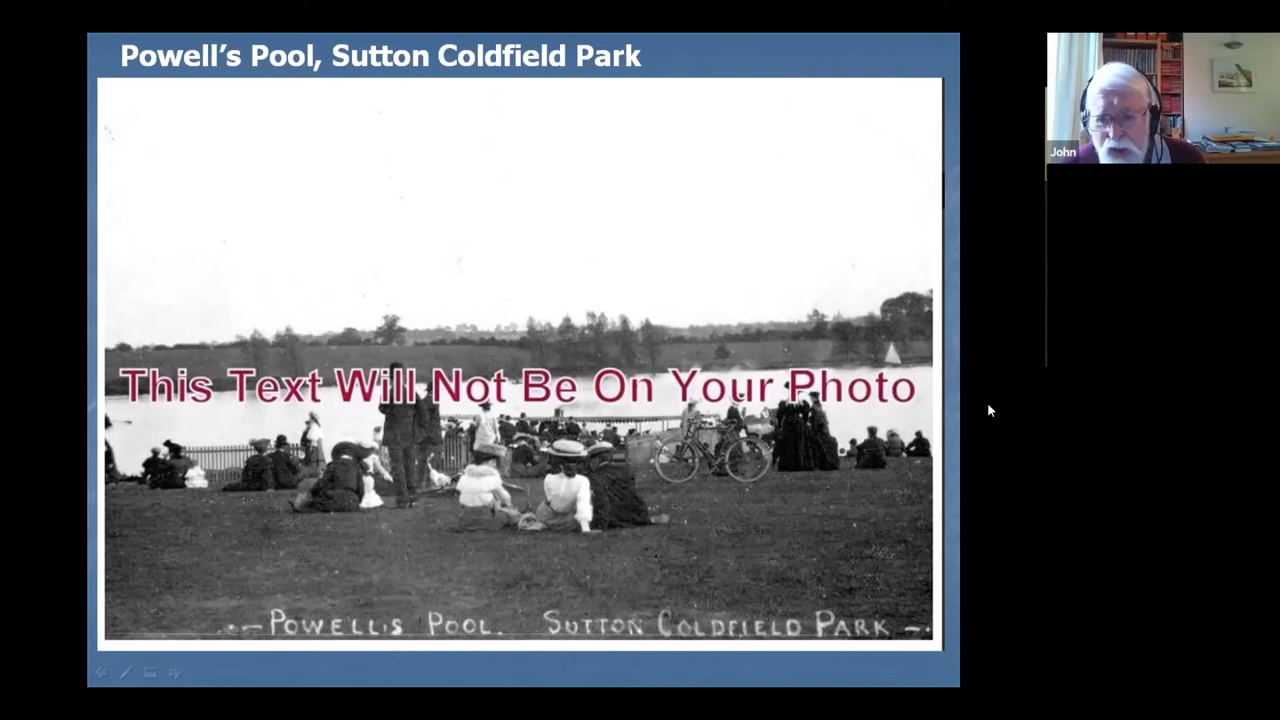 Powell’s Pool, Sutton Coldfield Park
John
This Text Will Not Be On Your Photo
POWELL'S POOL. SUTTON COLDFIELD PARK